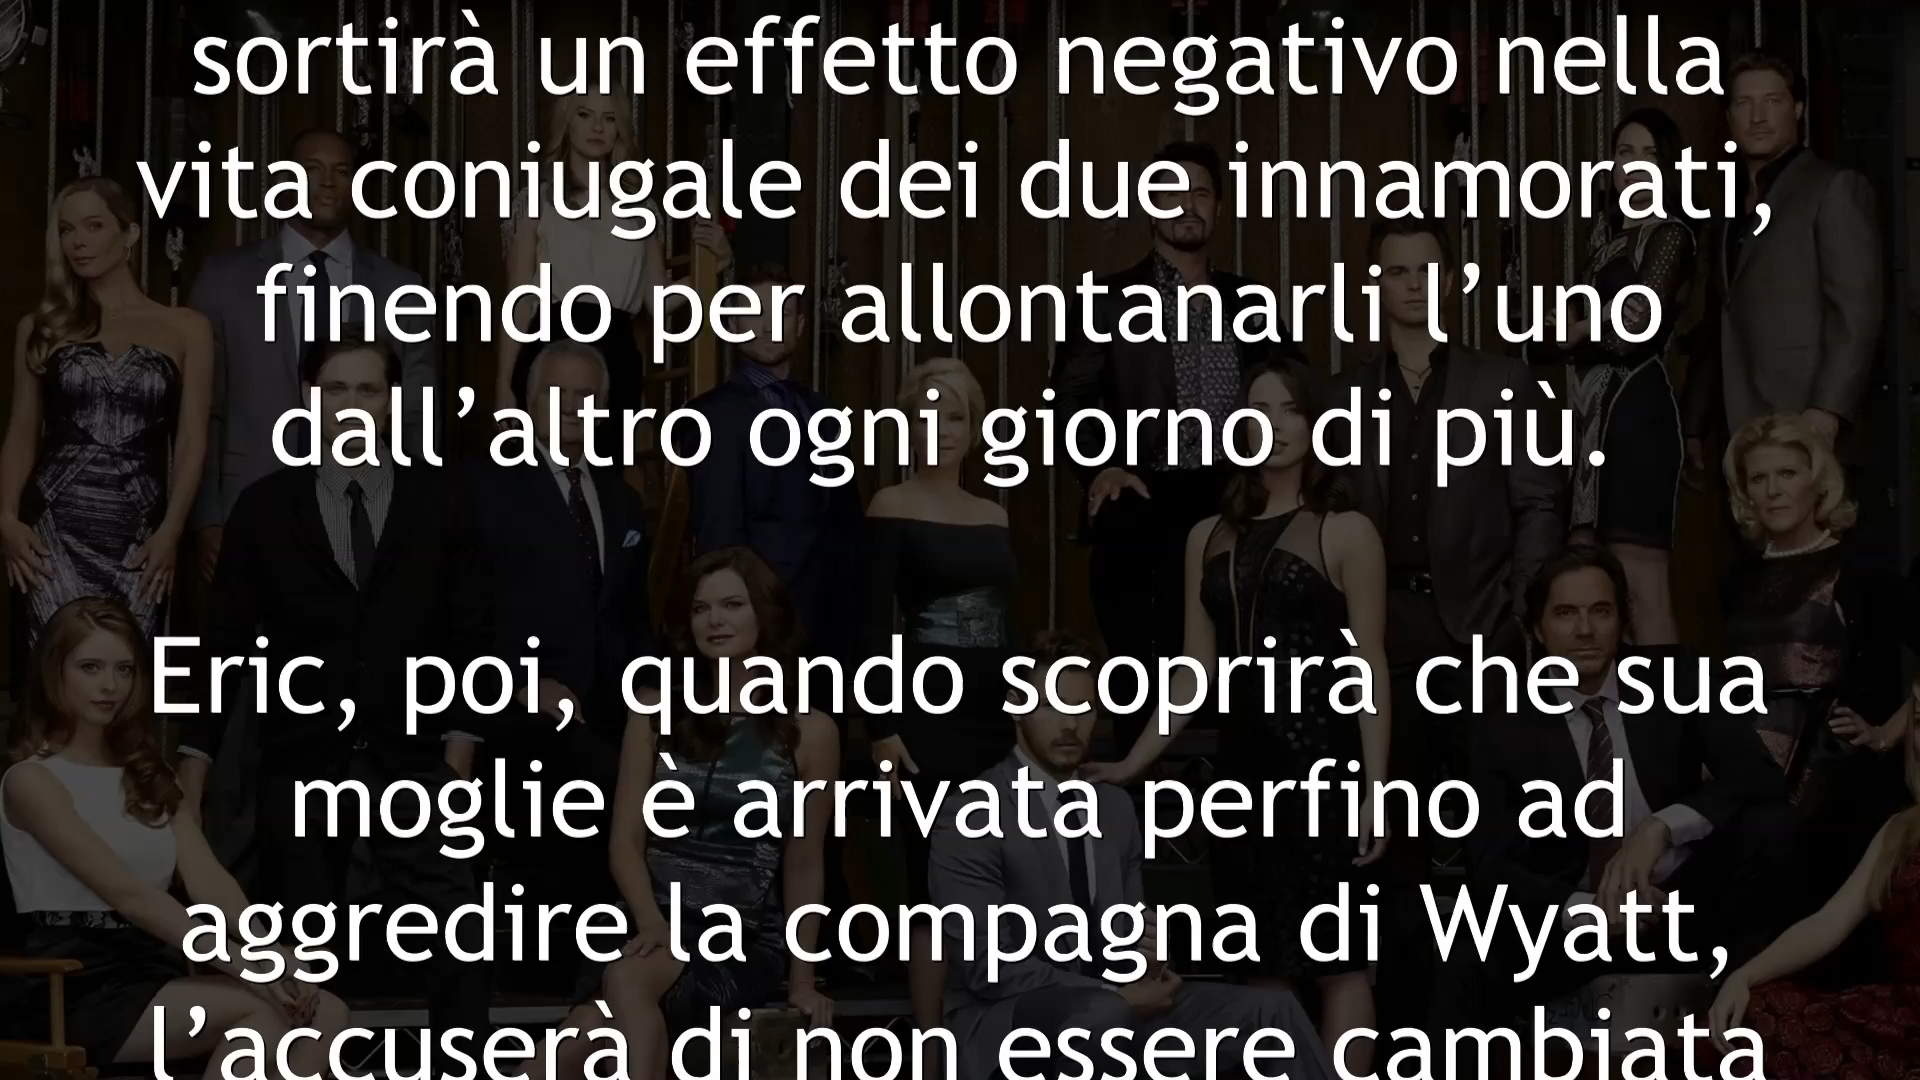 sortirà un effetto negativo nella
vita coniugale dei due innamorati,
finendo per allontanarli l’uno
dall’altro ogni giorno di più.
Eric, poi, quando scoprirà che sua
moglie è arrivata perfino ad
aggredire la compagna di Wyatt,
l’accuserà di non essere cambiata